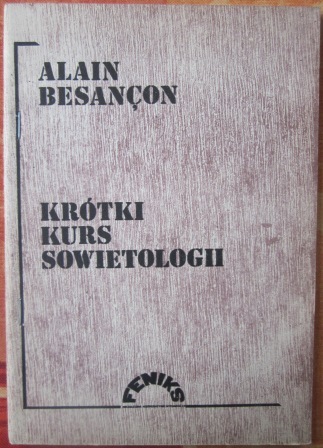 ALAIN
BESANÇON
KRÓTKI
KURS
SOWIETOLOGII
FENIKS